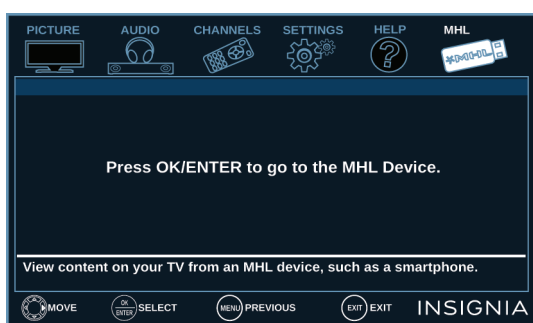 PICTURE AUDIO CHANNELS SETTINGS HELP MHL
MHL
Press OK/ENTER to go to the MHL Device.
View content on your TV from an MHL device, such as a smartphone.
MOVE OK ENTER SELECT MENU PREVIOUS EXIT EXIT INSIGNIA